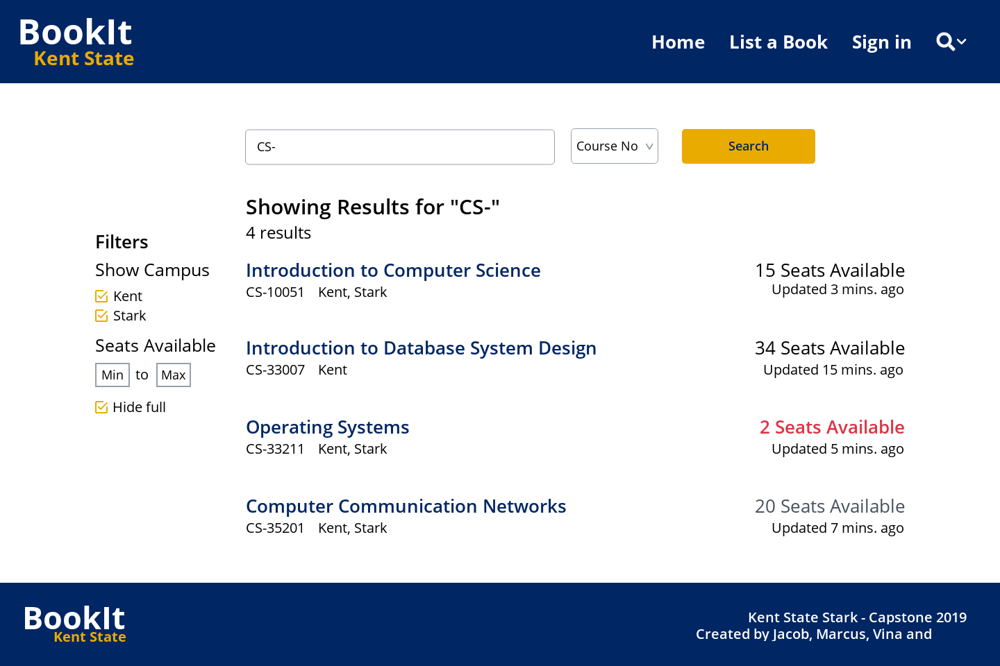 BookIt
Kent State
Home List a Book Sign in
CS-
Course No
Search
Showing Results for "CS-"
4 results
Filters
Show Campus
Kent
Stark
Seats Available
Min to Max
Hide full
Introduction to Computer Science
CS-10051 Kent, Stark
15 Seats Available
Updated 3 mins. ago
Introduction to Database System Design
CS-33007 Kent
34 Seats Available
Updated 15 mins. ago
Operating Systems
CS-33211 Kent, Stark
2 Seats Available
Updated 5 mins. ago
Computer Communication Networks
CS-35201 Kent, Stark
20 Seats Available
Updated 7 mins. ago
BookIt
Kent State
Kent State Stark - Capstone 2019
Created by Jacob, Marcus, Vina and